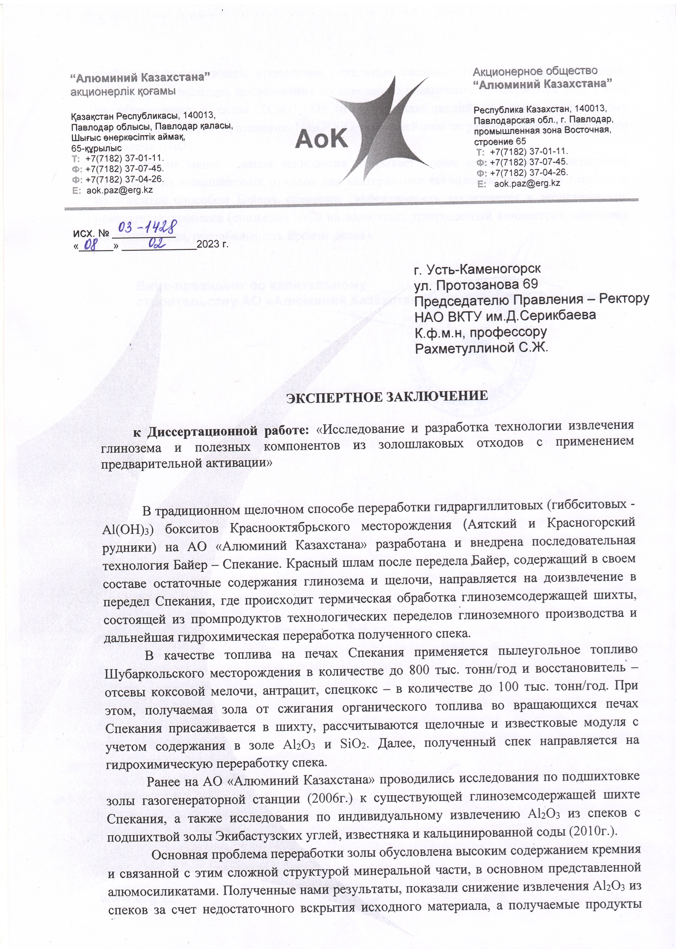 “Алюминий Казахстана”
акционерлік қоғамы
Қазақстан Республикасы, 140013,
Павлодар облысы, Павлодар қаласы,
Шығыс өнеркәсіптік аймақ,
65-құрылыс
Т: +7(7182) 37-01-11.
Ф: +7(7182) 37-07-45.
Ф: +7(7182) 37-04-26.
Е: aok.paz@erg.kz
АоК
Акционерное общество
“Алюминий Казахстана”
Республика Казахстан, 140013,
Павлодарская обл., г. Павлодар,
промышленная зона Восточная,
строение 65
Т: +7(7182) 37-01-11.
Ф: +7(7182) 37-07-45.
Ф: +7(7182) 37-04-26.
Е: aok.paz@erg.kz
исх. № 03-1428
« 08 » 02 2023 г.
г. Усть-Каменогорск
ул. Протозанова 69
Председателю Правления – Ректору
НАО ВКТУ им.Д.Серикбаева
К.ф.м.н, профессору
Рахметуллиной С.Ж.
ЭКСПЕРТНОЕ ЗАКЛЮЧЕНИЕ
к Диссертационной работе: «Исследование и разработка технологии извлечения
глинозема и полезных компонентов из золошлаковых отходов с применением
предварительной активации»
В традиционном щелочном способе переработки гидраргиллитовых (гиббситовых -
Al(OH)₃) бокситов Краснооктябрьского месторождения (Аятский и Красногорский
рудники) на АО «Алюминий Казахстана» разработана и внедрена последовательная
технология Байер – Спекание. Красный шлам после передела Байер, содержащий в своем
составе остаточные содержания глинозема и щелочи, направляется на доизвлечение в
передел Спекания, где происходит термическая обработка глиноземсодержащей шихты,
состоящей из промпродуктов технологических переделов глиноземного производства и
дальнейшая гидрохимическая переработка полученного спека.
В качестве топлива на печах Спекания применяется пылеугольное топливо
Шубаркольского месторождения в количестве до 800 тыс. тонн/год и восстановитель –
отсевы коксовой мелочи, антрацит, спецкокс – в количестве до 100 тыс. тонн/год. При
этом, получаемая зола от сжигания органического топлива во вращающихся печах
Спекания присаживается в шихту, рассчитываются щелочные и известковые модуля с
учетом содержания в золе Al₂O₃ и SiO₂. Далее, полученный спек направляется на
гидрохимическую переработку спека.
Ранее на АО «Алюминий Казахстана» проводились исследования по подшихтовке
золы газогенераторной станции (2006г.) к существующей глиноземсодержащей шихте
Спекания, а также исследования по индивидуальному извлечению Al₂O₃ из спеков с
подшихтвой золы Экибастузских углей, известняка и кальцинированной соды (2010г.).
Основная проблема переработки золы обусловлена высоким содержанием кремния
и связанной с этим сложной структурой минеральной части, в основном представленной
алюмосиликатами. Полученные нами результаты, показали снижение извлечения Al₂O₃ из
спеков за счет недостаточного вскрытия исходного материала, а получаемые продукты